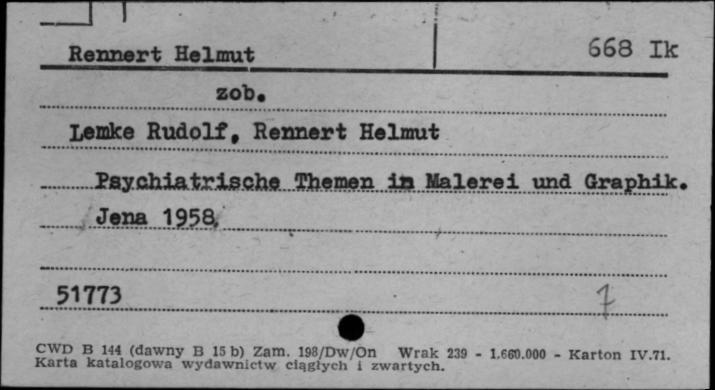 Rennert Helmut 668 Ik
zob.
Lemke Rudolf, Rennert Helmut
Psychiatrische Themen in Malerei und Graphik.
Jena 1958,
51773 7
CWD B 144 (dawny B 15 b) Zam. 198/Dw/On Wrak 239 - 1.660.000 - Karton IV.71.
Karta katalogowa wydawnictw ciągłych i zwartych.